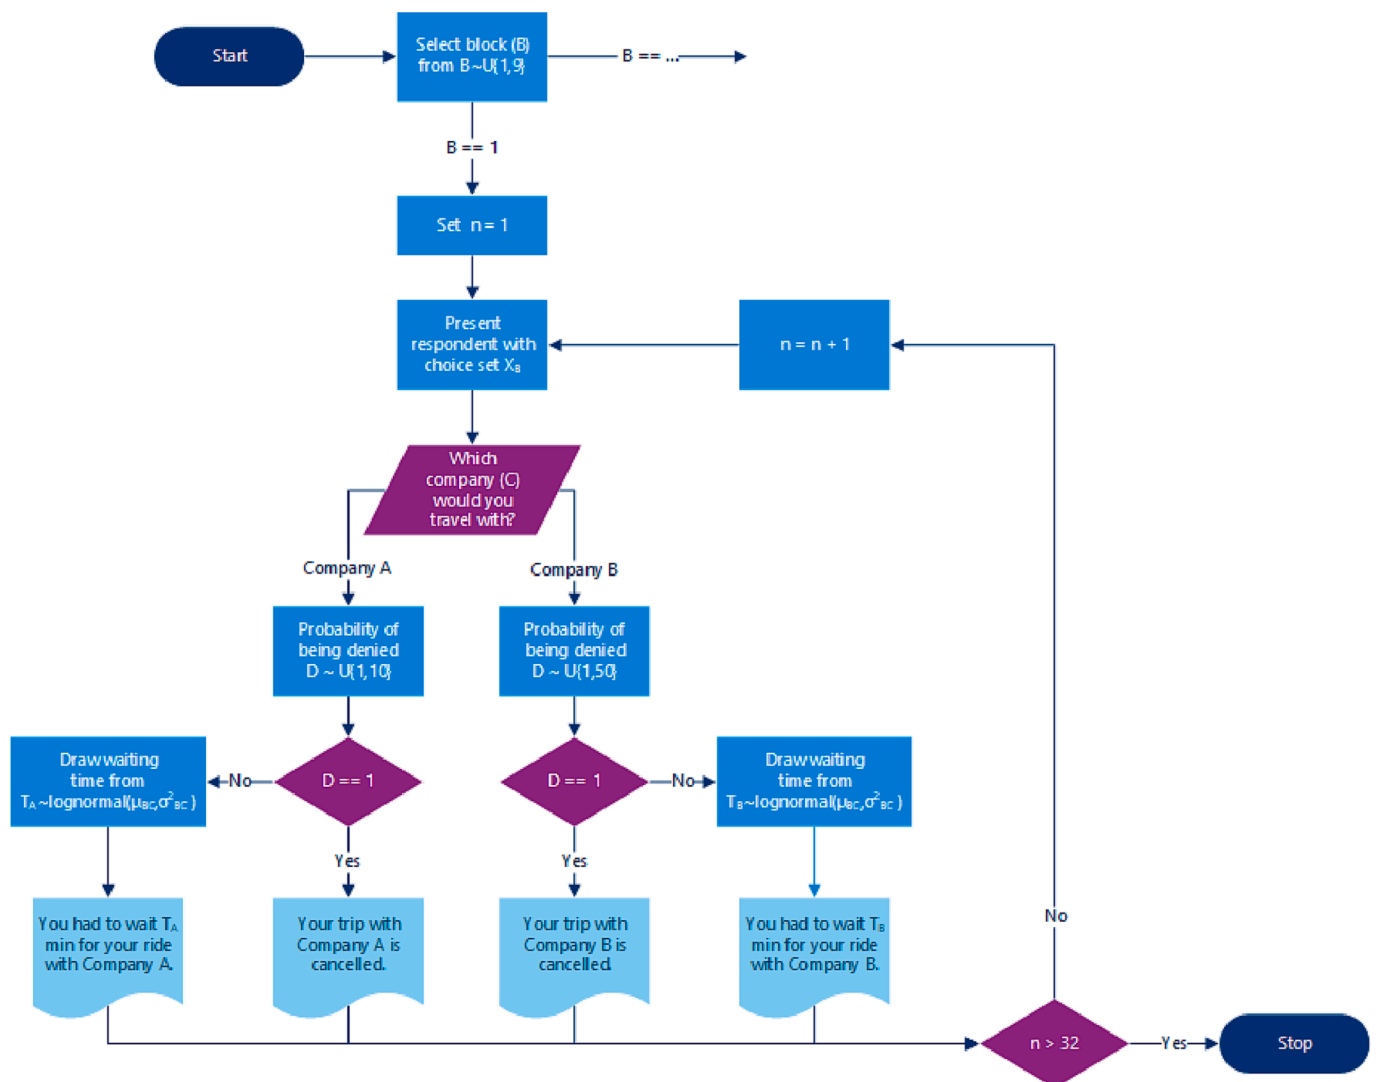 Start
Select block (B)
from B~U{1,9}
B == ...
B == 1
Set n = 1
Present
respondent with
choice set X_B
n = n + 1
Which
company (C)
would you
travel with?
Company A
Company B
Probability of
being denied
D ~ U{1,10}
Probability of
being denied
D ~ U{1,50}
Draw waiting
time from
T_A~lognormal(μ_BC,σ²_BC )
No
D == 1
D == 1
No
Draw waiting
time from
T_B~lognormal(μ_BC,σ²_BC )
Yes
Yes
You had to wait T_A
min for your ride
with Company A.
Your trip with
Company A is
cancelled.
Your trip with
Company B is
cancelled.
You had to wait T_B
min for your ride
with Company B.
No
n > 32
Yes
Stop